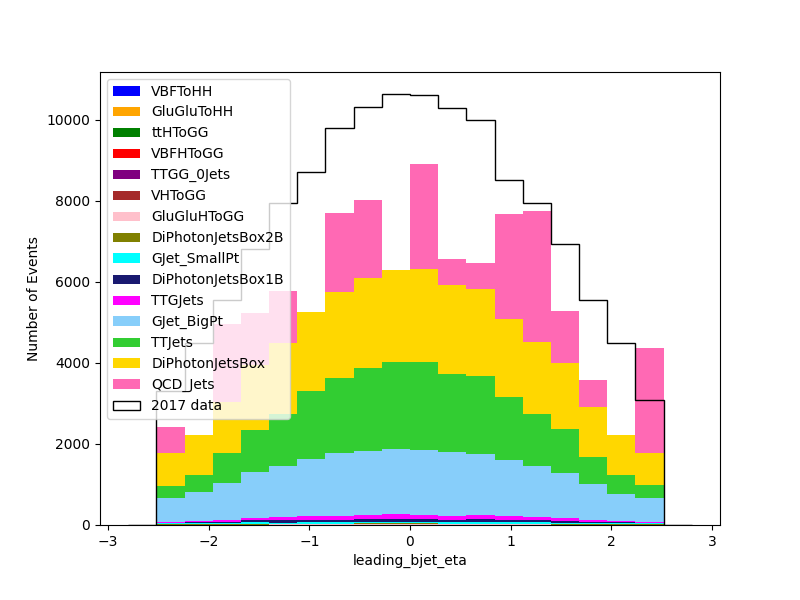 VBFToHH
GluGluToHH
ttHToGG
VBFHToGG
TTGG_0Jets
VHToGG
GluGluHToGG
DiPhotonJetsBox2B
GJet_SmallPt
DiPhotonJetsBox1B
TTGJets
GJet_BigPt
TTJets
DiPhotonJetsBox
QCD_Jets
2017 data
Number of Events
10000
8000
6000
4000
2000
0
−3 −2 −1 0 1 2 3
leading_bjet_eta